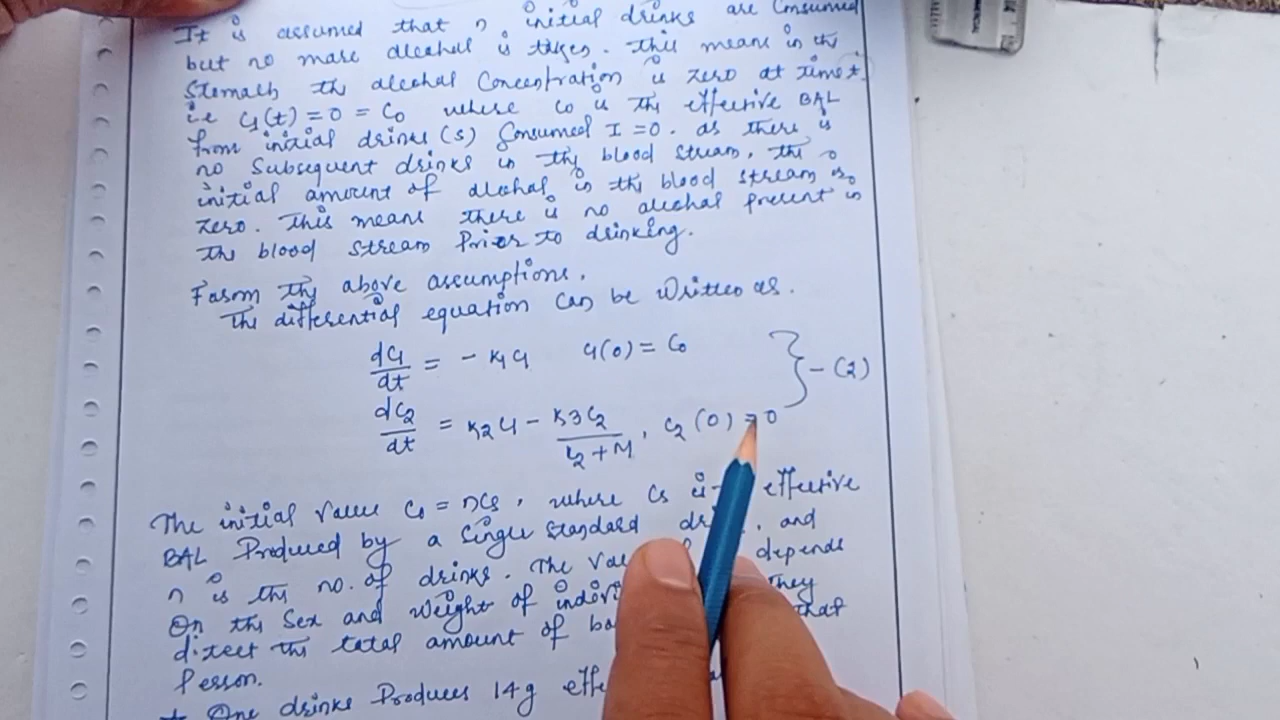 It is assumed that n initial drinks are Consumed
but no more alcohol is taken. This means in the
Stomach the alcohol Concentration is zero at time t.
i.e C₁(t) = 0 = C₀ where C₀ is the effective BAL
from initial drinks (s) Consumed I = 0. as there is
no Subsequent drinks in the blood stream, the
initial amount of alcohol in the blood stream is
zero. This means there is no alcohol present in
the blood stream Prior to drinking.
From the above assumptions.
The differential equation can be written as.
dC₁/dt = - K₁C₁ C₁(0) = C₀
dC₂/dt = K₂C₁ - K₃C₂/C₂+M, C₂(0) = 0 } - (2)
The initial value C₀ = nCs, where Cs is effective
BAL Produced by a Single standard and
n is the no. of drinks. The depends
On the Sex and weight of They
direct the total amount of that
Person.
One drinks Produces 14g